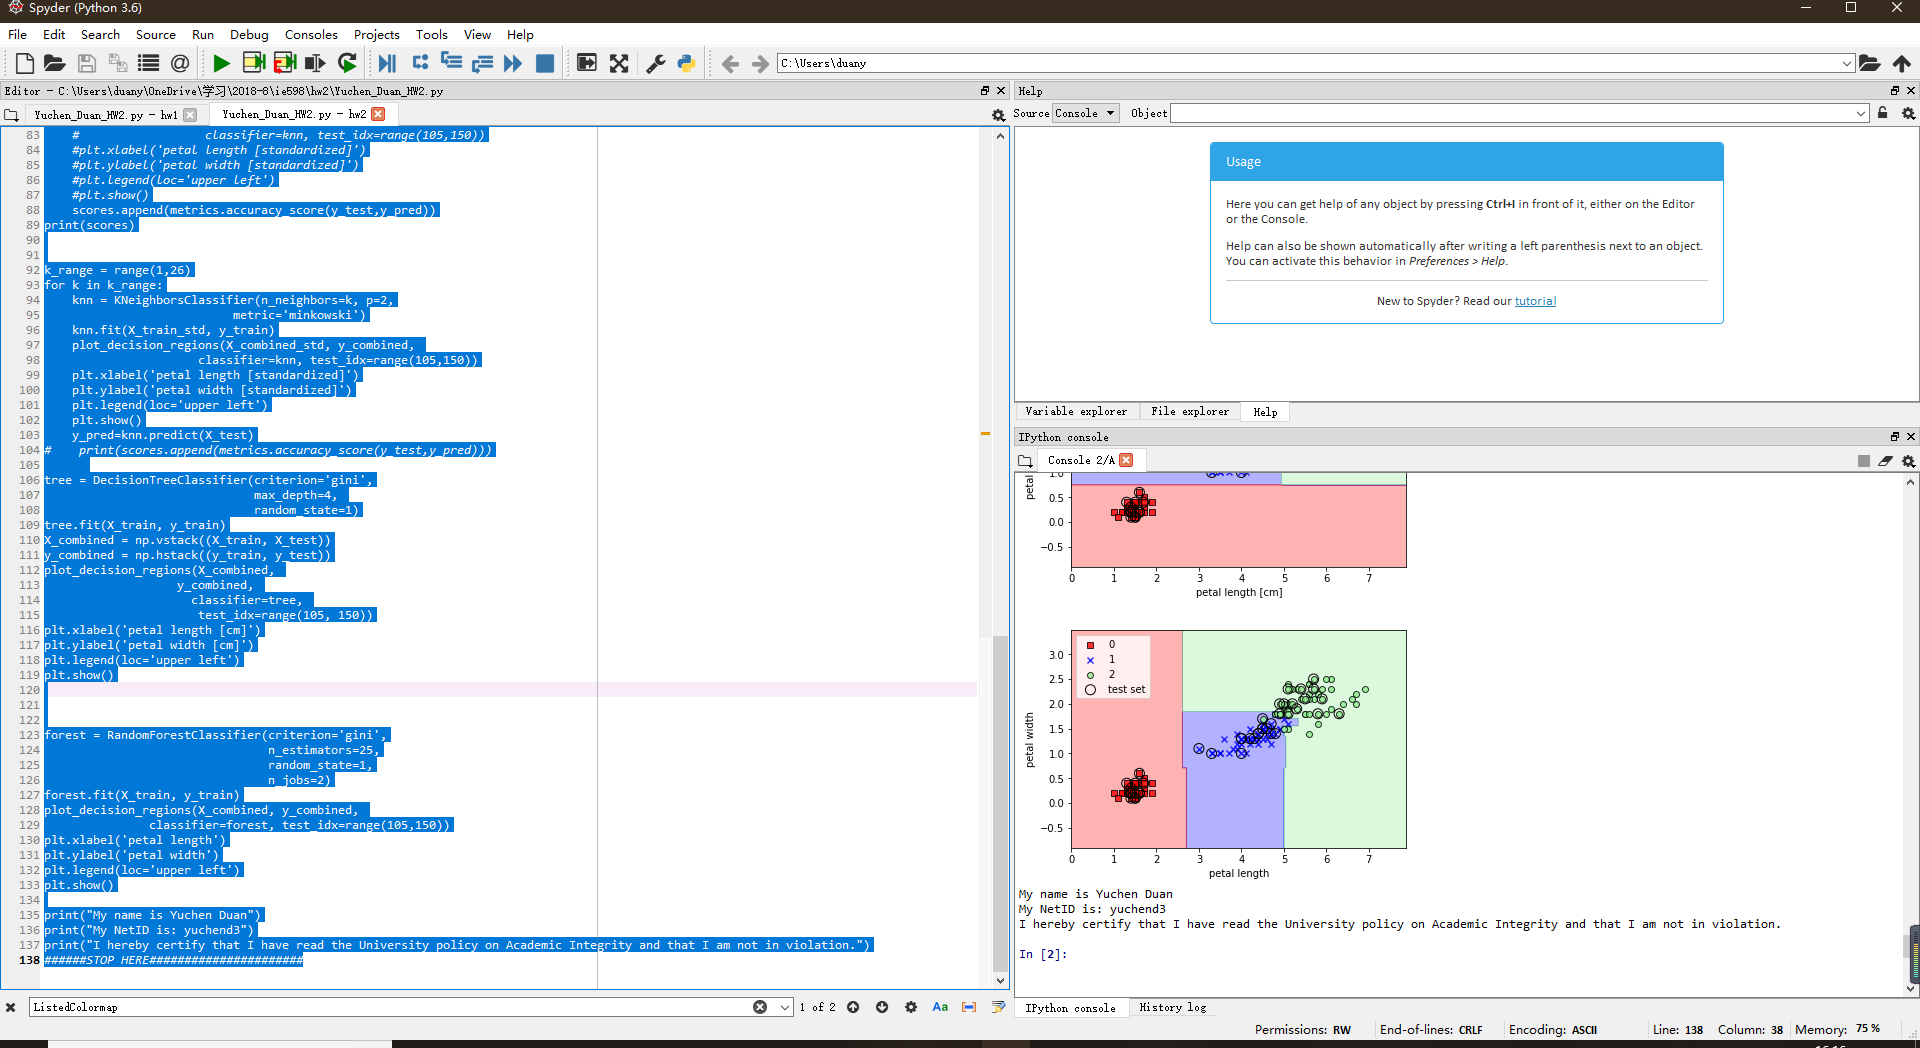 Spyder (Python 3.6)
File Edit Search Source Run Debug Consoles Projects Tools View Help
C:\Users\duany
Editor - C:\Users\duany\OneDrive\学习\2018-8\ie598\hw2\Yuchen_Duan_HW2.py
Yuchen_Duan_HW2.py - hw1
Yuchen_Duan_HW2.py - hw2
83 # classifier=knn, test_idx=range(105,150))
84 #plt.xlabel('petal length [standardized]')
85 #plt.ylabel('petal width [standardized]')
86 #plt.legend(loc='upper left')
87 #plt.show()
88 scores.append(metrics.accuracy_score(y_test,y_pred))
89 print(scores)
90
91
92 k_range = range(1,26)
93 for k in k_range:
94 knn = KNeighborsClassifier(n_neighbors=k, p=2,
95 metric='minkowski')
96 knn.fit(X_train_std, y_train)
97 plot_decision_regions(X_combined_std, y_combined,
98 classifier=knn, test_idx=range(105,150))
99 plt.xlabel('petal length [standardized]')
100 plt.ylabel('petal width [standardized]')
101 plt.legend(loc='upper left')
102 plt.show()
103 y_pred=knn.predict(X_test)
104 # print(scores.append(metrics.accuracy_score(y_test,y_pred)))
105
106 tree = DecisionTreeClassifier(criterion='gini',
107 max_depth=4,
108 random_state=1)
109 tree.fit(X_train, y_train)
110 X_combined = np.vstack((X_train, X_test))
111 y_combined = np.hstack((y_train, y_test))
112 plot_decision_regions(X_combined,
113 y_combined,
114 classifier=tree,
115 test_idx=range(105, 150))
116 plt.xlabel('petal length [cm]')
117 plt.ylabel('petal width [cm]')
118 plt.legend(loc='upper left')
119 plt.show()
120
121
122
123 forest = RandomForestClassifier(criterion='gini',
124 n_estimators=25,
125 random_state=1,
126 n_jobs=2)
127 forest.fit(X_train, y_train)
128 plot_decision_regions(X_combined, y_combined,
129 classifier=forest, test_idx=range(105,150))
130 plt.xlabel('petal length')
131 plt.ylabel('petal width')
132 plt.legend(loc='upper left')
133 plt.show()
134
135 print("My name is Yuchen Duan")
136 print("My NetID is: yuchend3")
137 print("I hereby certify that I have read the University policy on Academic Integrity and that I am not in violation.")
138 ######STOP HERE######################
ListedColormap
1 of 2
Aa
Help
Source Console Object
Usage
Here you can get help of any object by pressing Ctrl+I in front of it, either on the Editor
or the Console.
Help can also be shown automatically after writing a left parenthesis next to an object.
You can activate this behavior in Preferences > Help.
New to Spyder? Read our tutorial
Variable explorer File explorer Help
IPython console
Console 2/A
petal
1.0
0.5
0.0
−0.5
0 1 2 3 4 5 6 7
petal length [cm]
0
1
2
test set
petal width
3.0
2.5
2.0
1.5
1.0
0.5
0.0
−0.5
0 1 2 3 4 5 6 7
petal length
My name is Yuchen Duan
My NetID is: yuchend3
I hereby certify that I have read the University policy on Academic Integrity and that I am not in violation.
In [2]:
IPython console History log
Permissions: RW End-of-lines: CRLF Encoding: ASCII Line: 138 Column: 38 Memory: 75 %